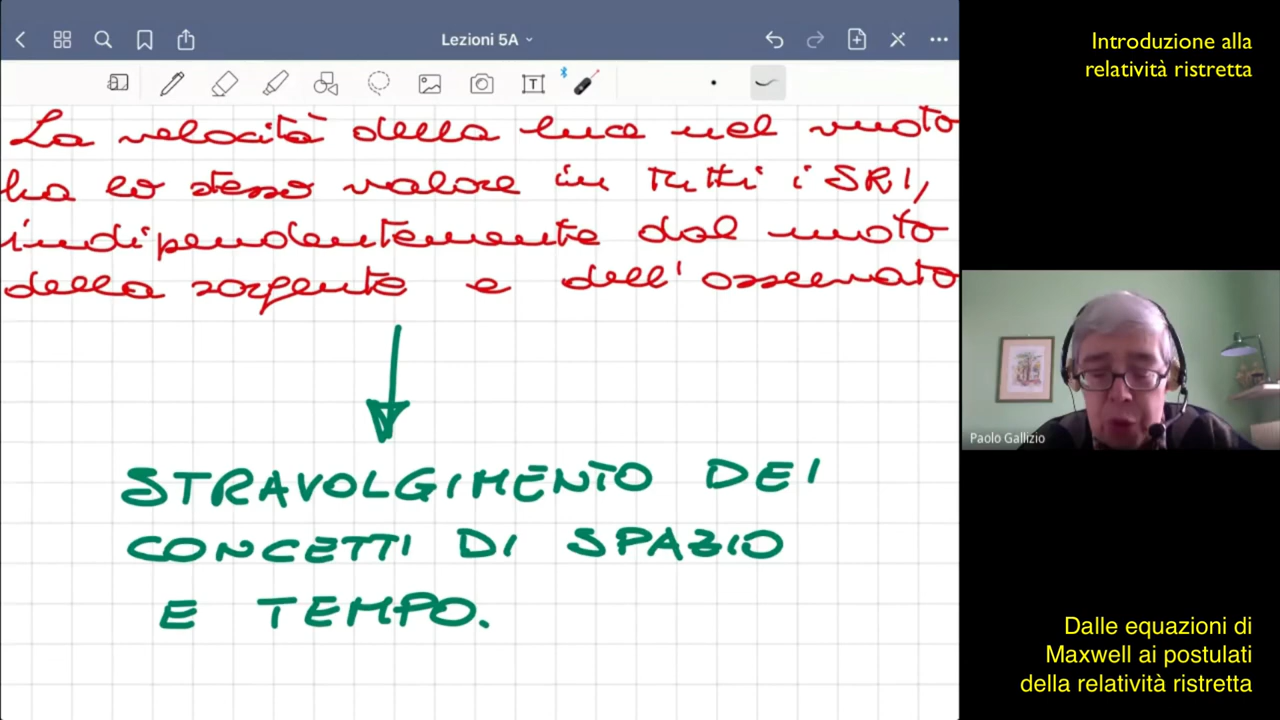 Lezioni 5A
La velocità della luce nel vuoto
ha lo stesso valore in tutti i SRI,
indipendentemente dal moto
della sorgente e dell'osservato
STRAVOLGIMENTO DEI
CONCETTI DI SPAZIO
E TEMPO.
Introduzione alla
relatività ristretta
Paolo Gallizio
Dalle equazioni di
Maxwell ai postulati
della relatività ristretta